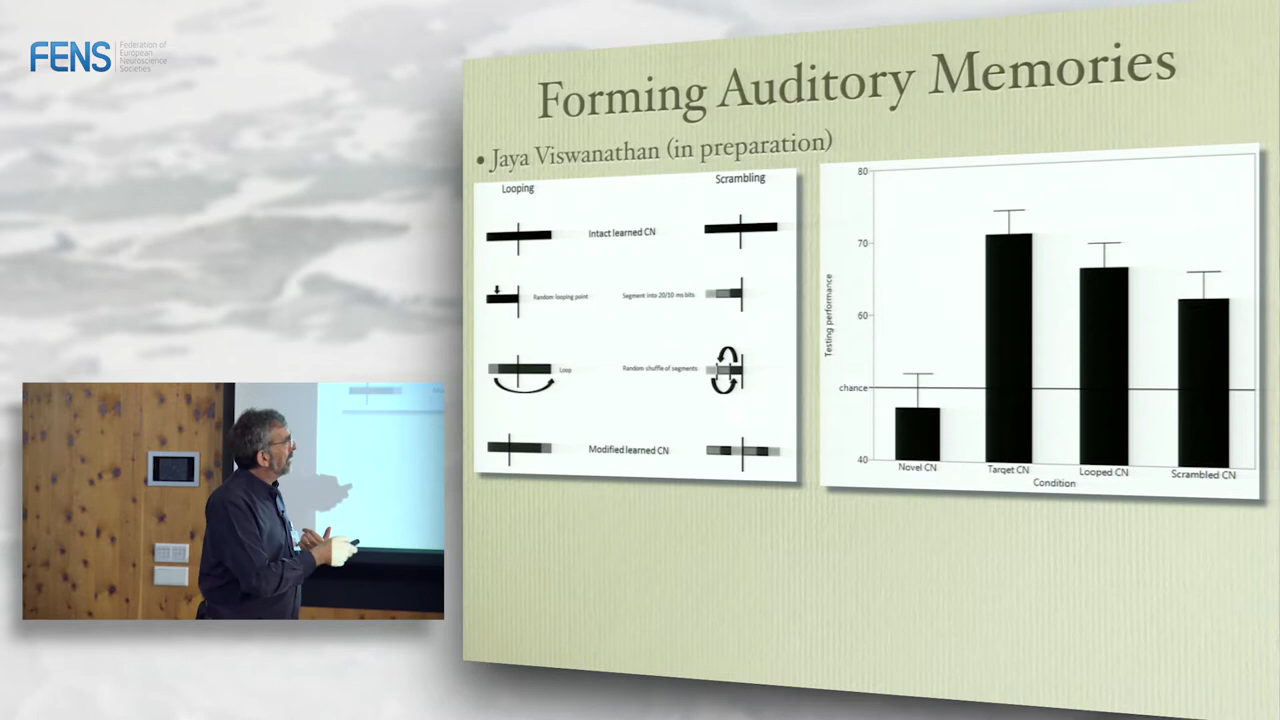 FENS
Federation of
European
Neuroscience
Societies
Forming Auditory Memories
• Jaya Viswanathan (in preparation)
Looping
Scrambling
Intact learned CN
Random looping point
Segment into 20/10 ms bits
Loop
Random shuffle of segments
Modified learned CN
80
70
60
chance
40
Testing performance
Novel CN
Target CN
Looped CN
Scrambled CN
Condition